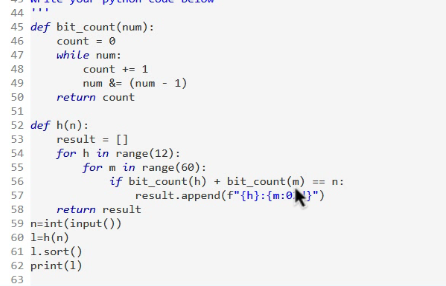 write your python code below
'''
45 def bit_count(num):
46 count = 0
47 while num:
48 count += 1
49 num &= (num - 1)
50 return count
51
52 def h(n):
53 result = []
54 for h in range(12):
55 for m in range(60):
56 if bit_count(h) + bit_count(m) == n:
57 result.append(f"{h}:{m:0 }")
58 return result
59 n=int(input())
60 l=h(n)
61 l.sort()
62 print(l)
63